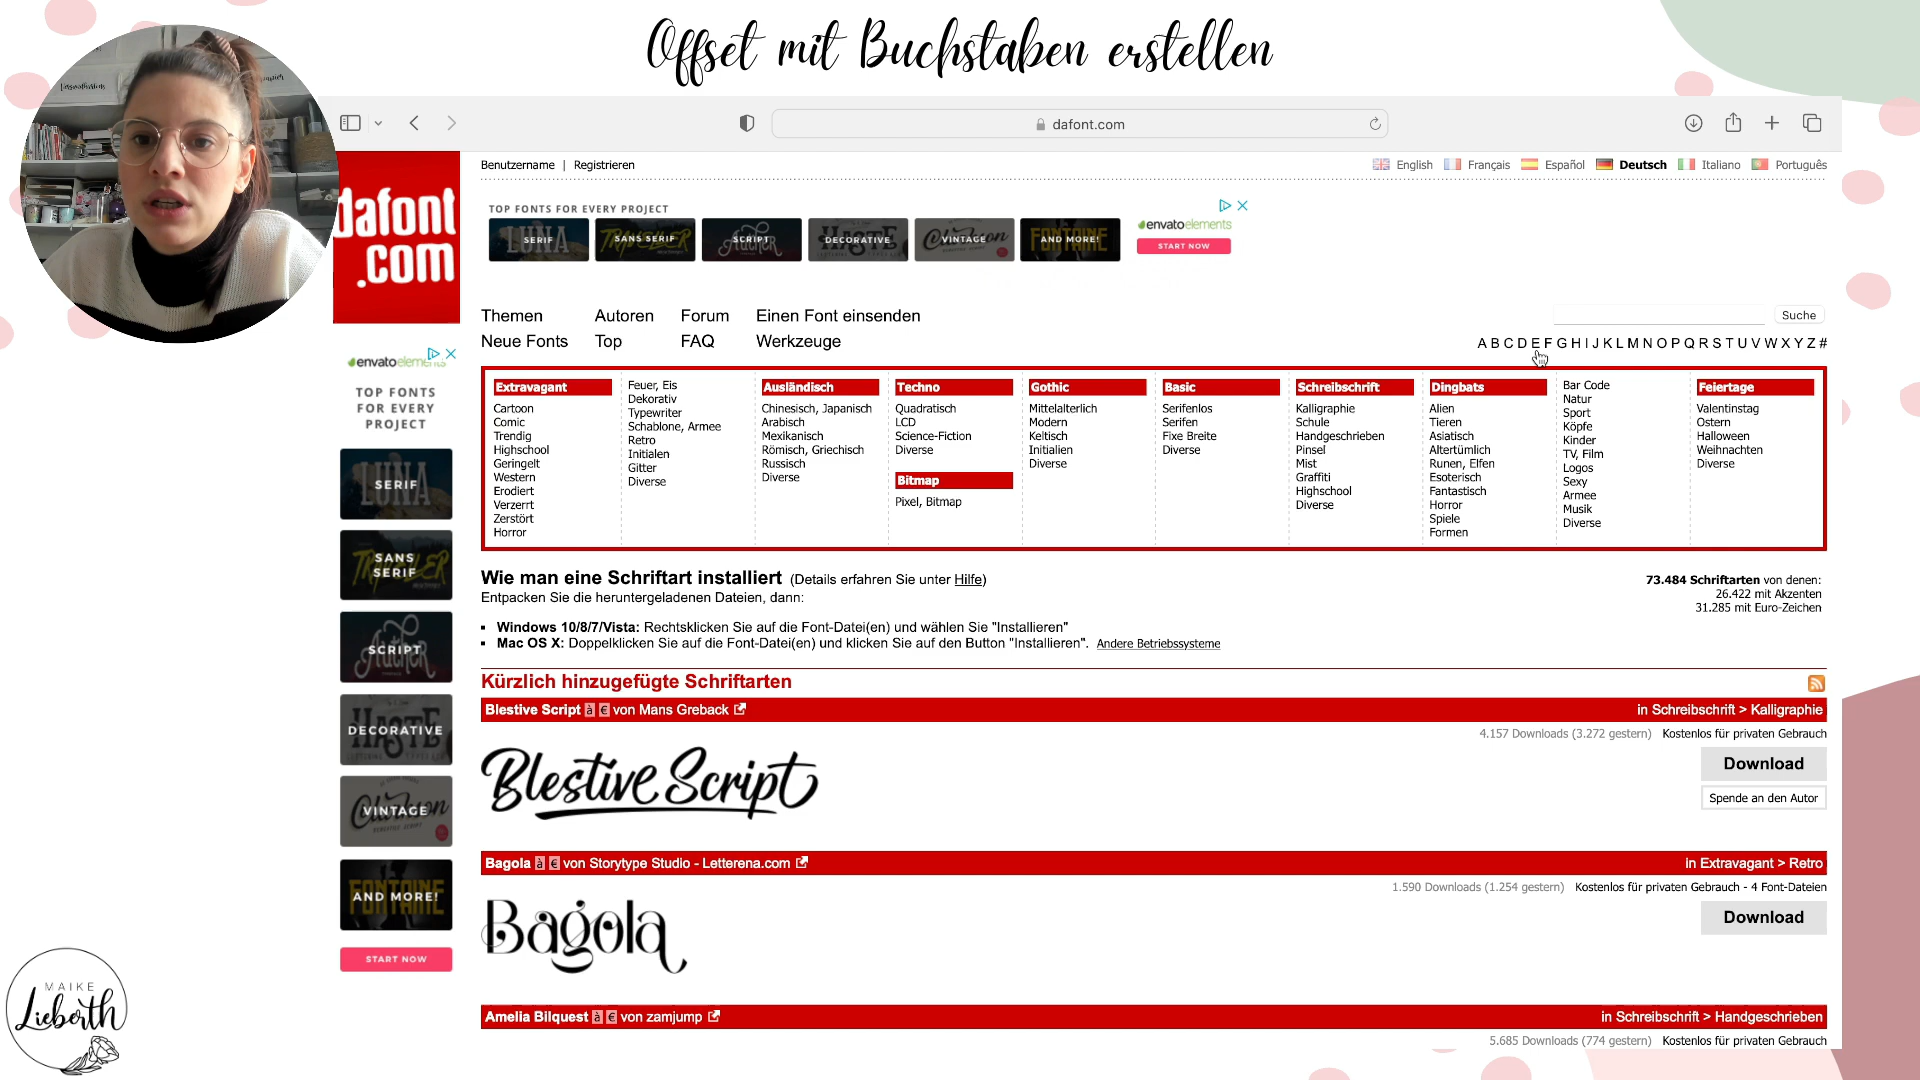 Offset mit Buchstaben erstellen
dafont.com
dafont
.com
Benutzername | Registrieren
English Français Español Deutsch Italiano Português
TOP FONTS FOR EVERY PROJECT
SERIF SANS SERIF SCRIPT DECORATIVE VINTAGE AND MORE!
envatoelements
START NOW
Themen Autoren Forum Einen Font einsenden
Neue Fonts Top FAQ Werkzeuge
Suche
A B C D E F G H I J K L M N O P Q R S T U V W X Y Z #
envatoelements
TOP FONTS
FOR EVERY
PROJECT
SERIF
SANS
SERIF
SCRIPT
DECORATIVE
VINTAGE
AND MORE!
START NOW
Extravagant
Cartoon
Comic
Trendig
Highschool
Geringelt
Western
Erodiert
Verzerrt
Zerstört
Horror
Feuer, Eis
Dekorativ
Typewriter
Schablone, Armee
Retro
Initialen
Gitter
Diverse
Ausländisch
Chinesisch, Japanisch
Arabisch
Mexikanisch
Römisch, Griechisch
Russisch
Diverse
Techno
Quadratisch
LCD
Science-Fiction
Diverse
Bitmap
Pixel, Bitmap
Gothic
Mittelalterlich
Modern
Keltisch
Initialen
Diverse
Basic
Serifenlos
Serifen
Fixe Breite
Diverse
Schreibschrift
Kalligraphie
Schule
Handgeschrieben
Pinsel
Mist
Graffiti
Highschool
Diverse
Dingbats
Alien
Tieren
Asiatisch
Altertümlich
Runen, Elfen
Esoterisch
Fantastisch
Horror
Spiele
Formen
Bar Code
Natur
Sport
Köpfe
Kinder
TV, Film
Logos
Sexy
Armee
Musik
Diverse
Feiertage
Valentinstag
Ostern
Halloween
Weihnachten
Diverse
Wie man eine Schriftart installiert (Details erfahren Sie unter Hilfe)
Entpacken Sie die heruntergeladenen Dateien, dann:
Windows 10/8/7/Vista: Rechtsklicken Sie auf die Font-Datei(en) und wählen Sie "Installieren"
Mac OS X: Doppelklicken Sie auf die Font-Datei(en) und klicken Sie auf den Button "Installieren". Andere Betriebssysteme
73.484 Schriftarten von denen:
26.422 mit Akzenten
31.285 mit Euro-Zeichen
Kürzlich hinzugefügte Schriftarten
Blestive Script à € von Mans Greback in Schreibschrift > Kalligraphie
4.157 Downloads (3.272 gestern) Kostenlos für privaten Gebrauch
Blestive Script
Download
Spende an den Autor
Bagola à € von Storytype Studio - Letterena.com in Extravagant > Retro
1.590 Downloads (1.254 gestern) Kostenlos für privaten Gebrauch - 4 Font-Dateien
Bagola
Download
Amelia Bilquest à € von zamjump in Schreibschrift > Handgeschrieben
5.685 Downloads (774 gestern) Kostenlos für privaten Gebrauch
MAIKE
Lieberth